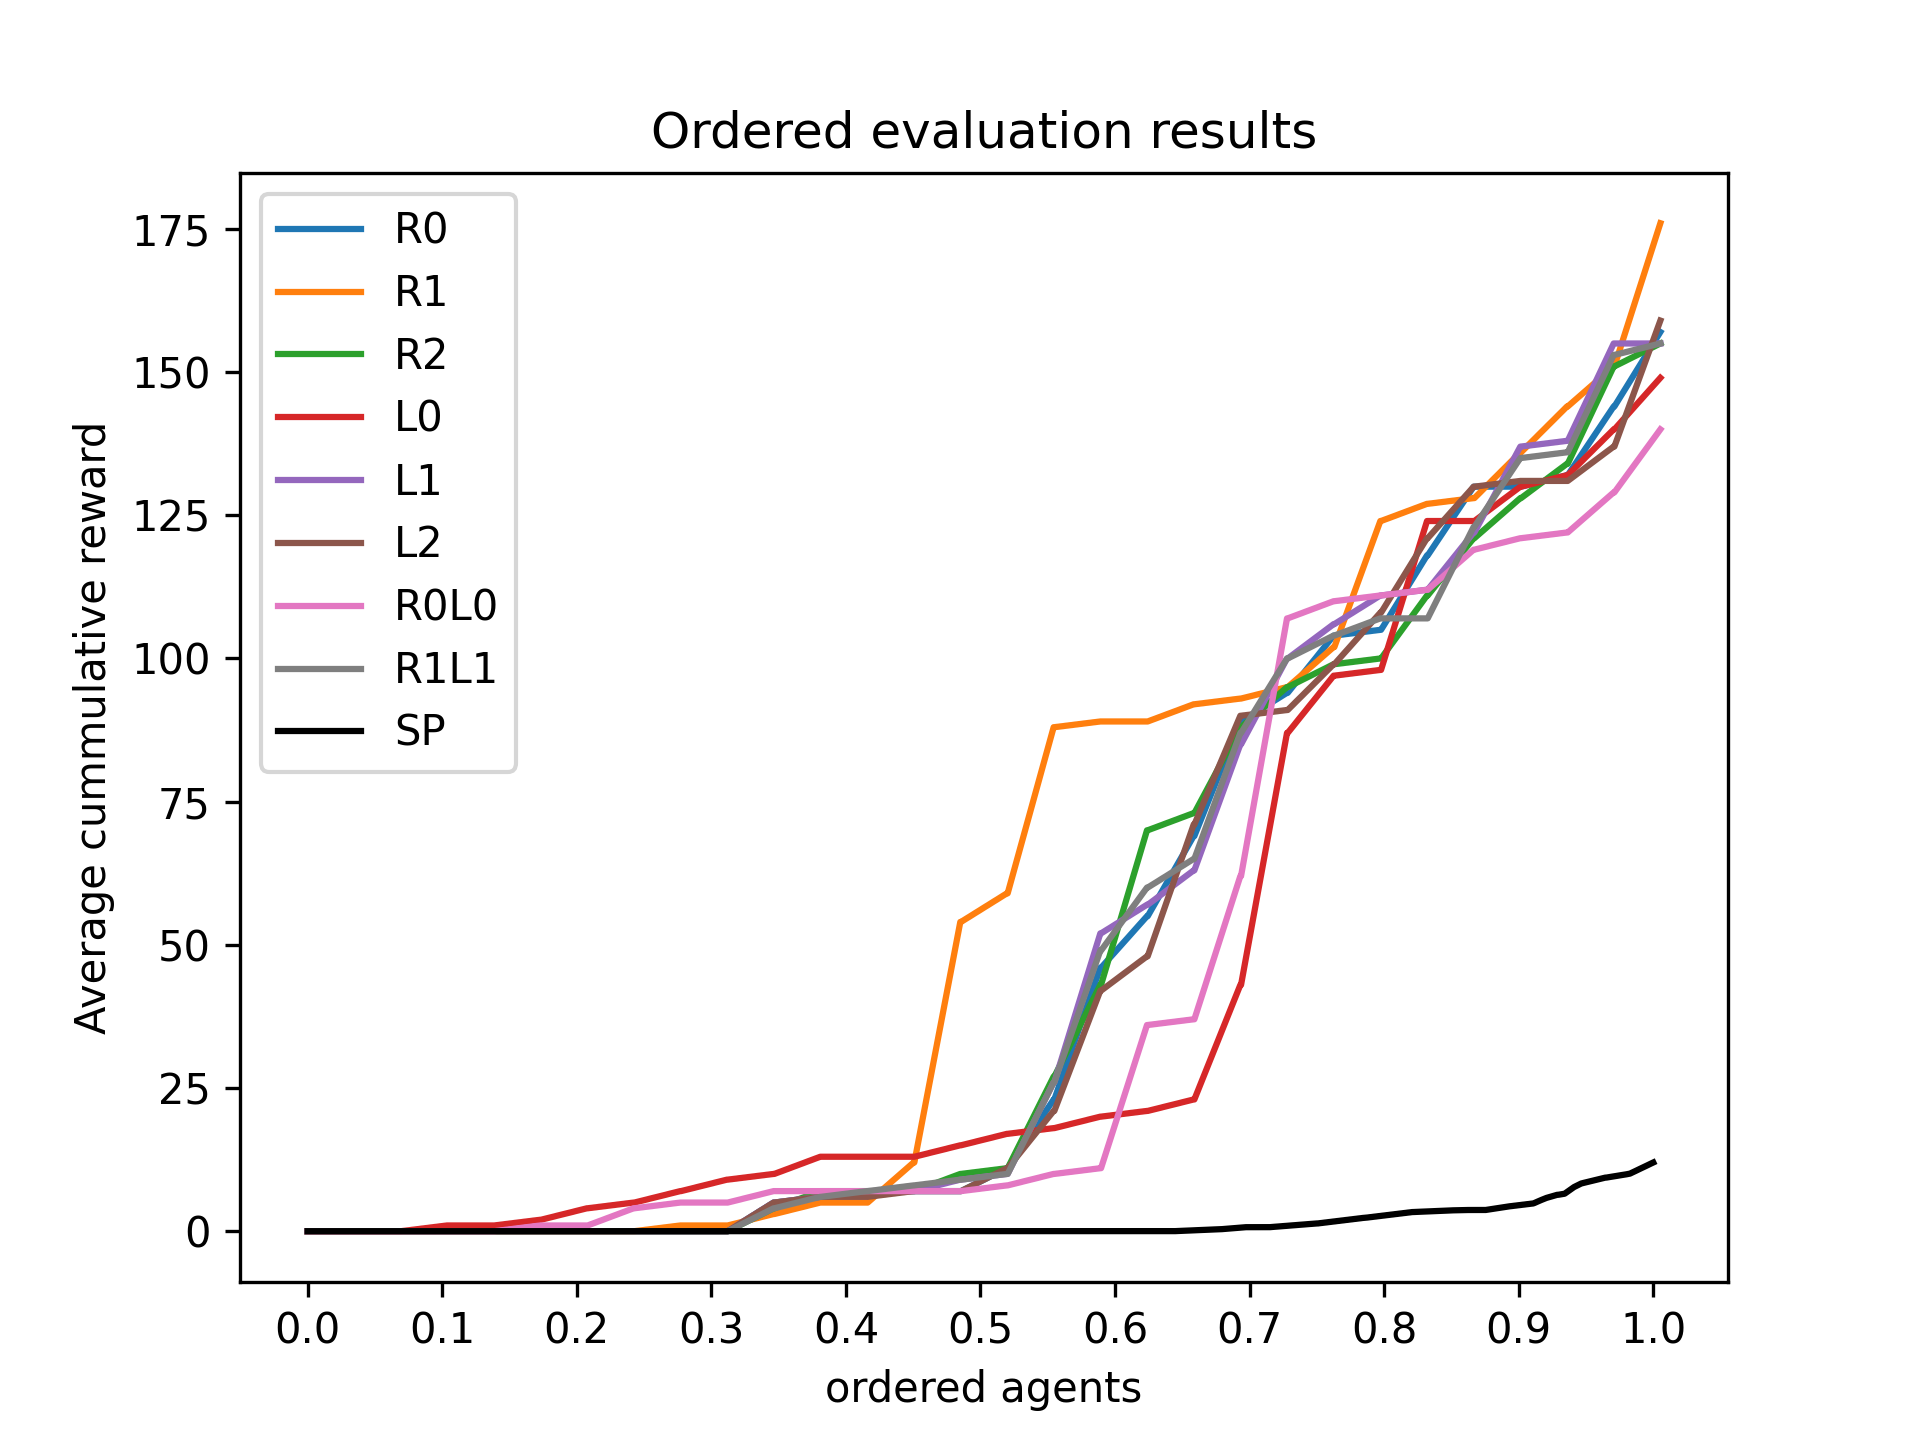 Ordered evaluation results
Average cummulative reward
175
150
125
100
75
50
25
0
R0
R1
R2
L0
L1
L2
R0L0
R1L1
SP
0.0 0.1 0.2 0.3 0.4 0.5 0.6 0.7 0.8 0.9 1.0
ordered agents